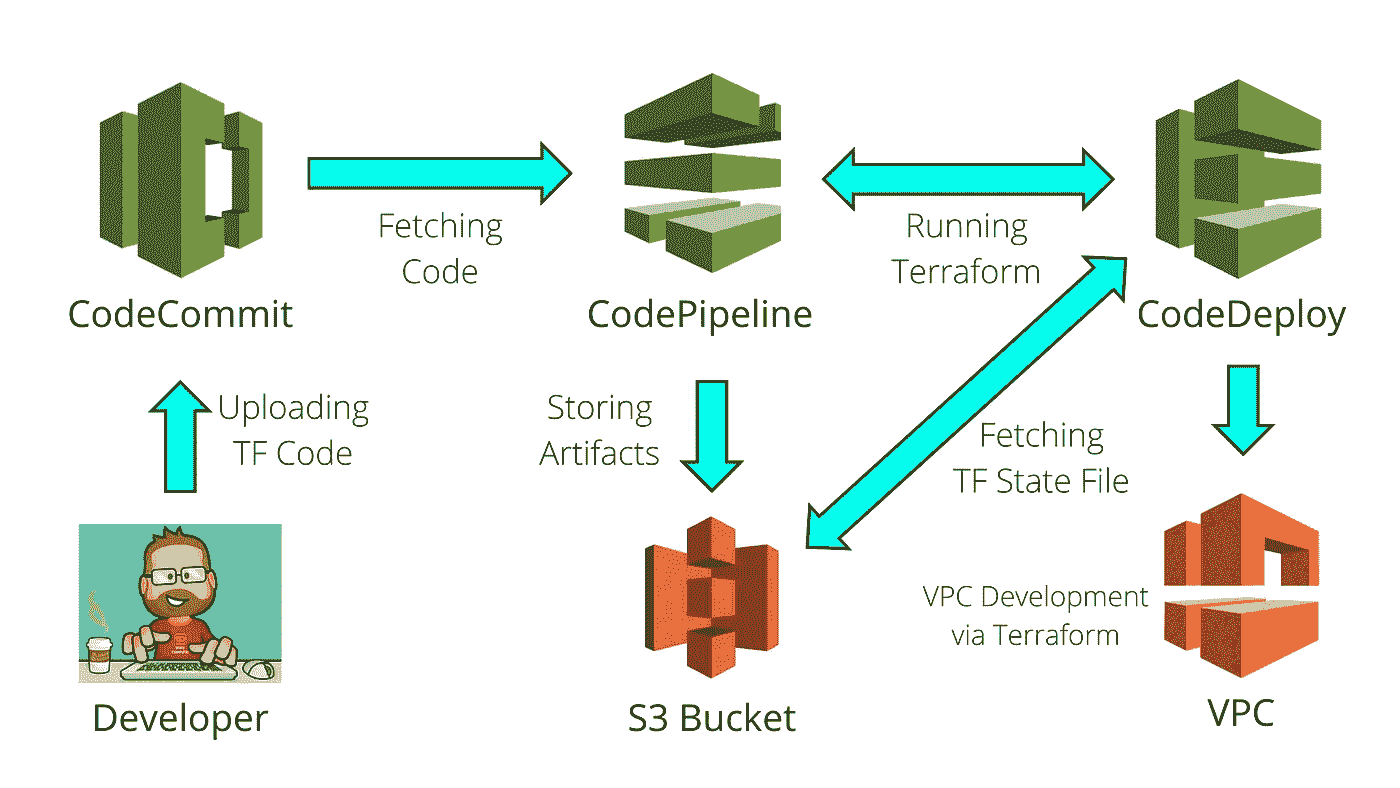 Fetching
Code
Running
Terraform
CodeCommit
CodePipeline
CodeDeploy
Uploading
TF Code
Storing
Artifacts
Fetching
TF State File
VPC Development
via Terraform
Developer
S3 Bucket
VPC